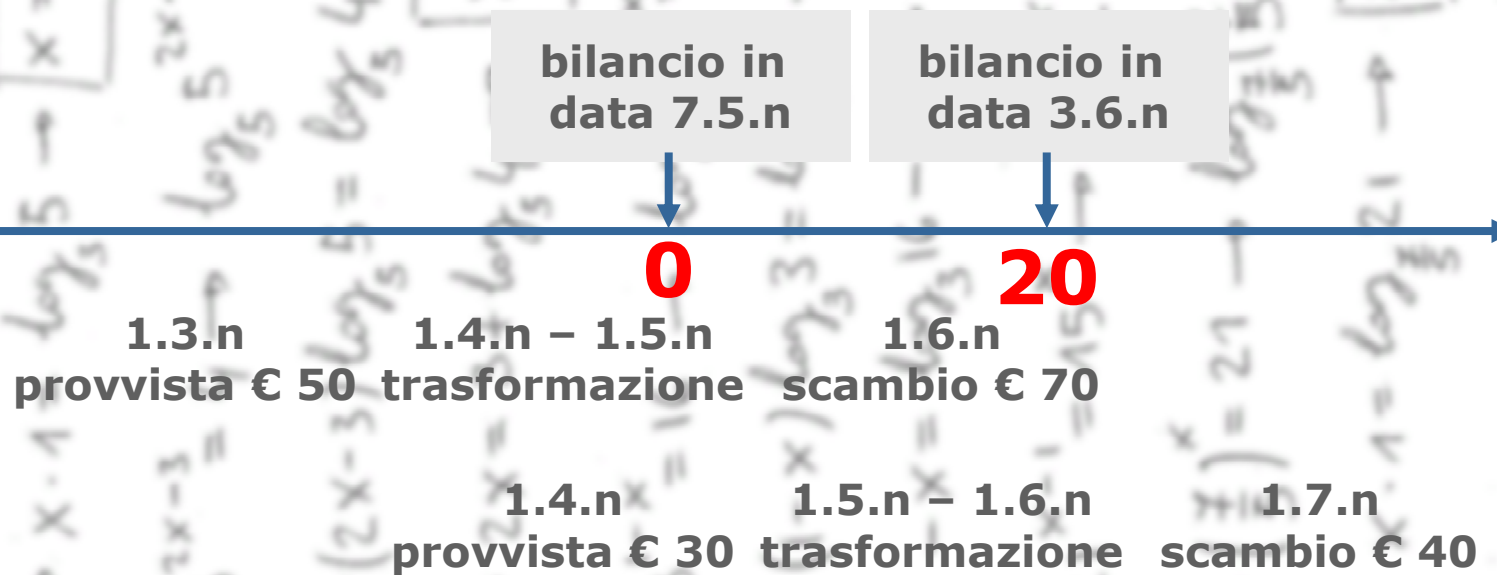 bilancio in
data 7.5.n
bilancio in
data 3.6.n
0
20
1.3.n
provvista € 50
1.4.n – 1.5.n
trasformazione
1.6.n
scambio € 70
1.4.n
provvista € 30
1.5.n – 1.6.n
trasformazione
1.7.n
scambio € 40